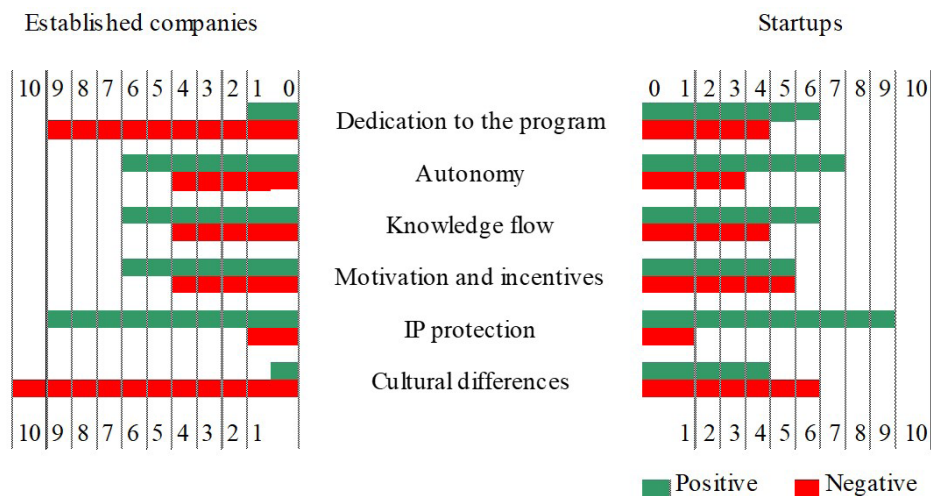 Established companies Startups
10 9 8 7 6 5 4 3 2 1 0 0 1 2 3 4 5 6 7 8 9 10
Dedication to the program
Autonomy
Knowledge flow
Motivation and incentives
IP protection
Cultural differences
10 9 8 7 6 5 4 3 2 1 1 2 3 4 5 6 7 8 9 10
Positive Negative